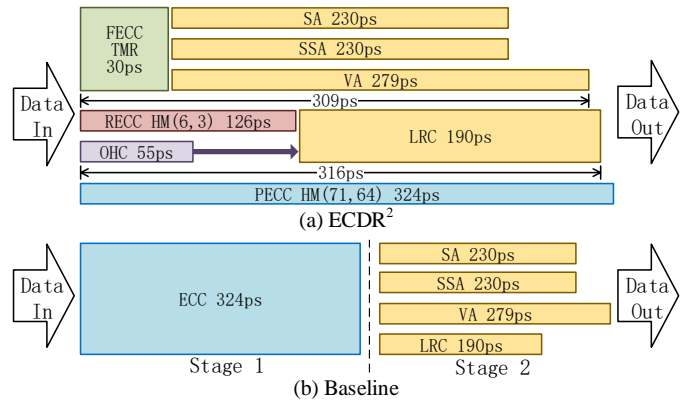 FECC
TMR
30ps
SA 230ps
SSA 230ps
VA 279ps
Data
In
309ps
RECC HM(6,3) 126ps
OHC 55ps
LRC 190ps
Data
Out
316ps
PECC HM(71,64) 324ps
(a) ECDR²
Data
In
ECC 324ps
SA 230ps
SSA 230ps
VA 279ps
LRC 190ps
Data
Out
Stage 1
Stage 2
(b) Baseline